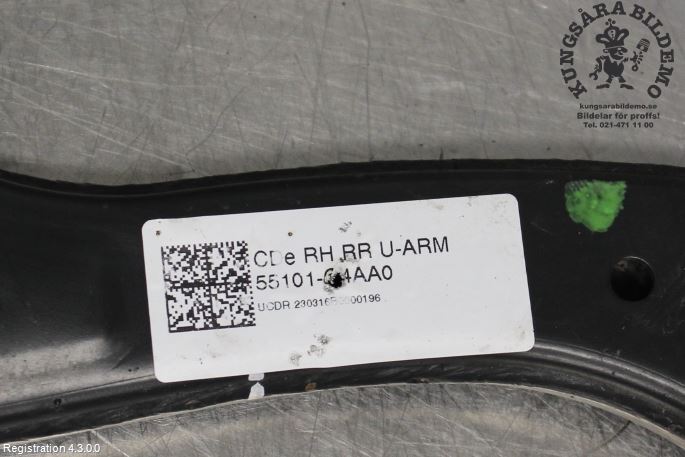 KUNGSÅRA BILDEMO
kungsarabildemo.se
Bildelar för proffs!
Tel. 021-471 11 00
CDe RH RR U-ARM
UCDR
Registration 4.3.0.0